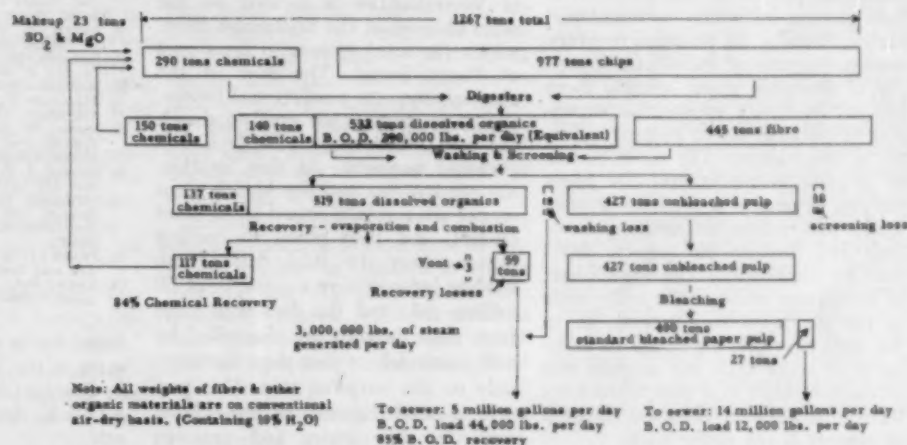 Makeup 23 tons
SO2 & MgO
1267 tons total
290 tons chemicals
977 tons chips
Digesters
150 tons
chemicals
140 tons
chemicals
532 tons dissolved organics
B. O. D. 290,000 lbs. per day (Equivalent)
445 tons fibro
Washing & Screening
137 tons
chemicals
519 tons dissolved organics
427 tons unbleached pulp
washing loss
screening loss
Recovery - evaporation and combustion
117 tons
chemicals
Vent
59
tons
427 tons unbleached pulp
84% Chemical Recovery
Recovery losses
Bleaching
3,000,000 lbs. of steam
generated per day
400 tons
standard bleached paper pulp
27 tons
Note: All weights of fibre & other
organic materials are on conventional
air-dry basis. (Containing 10% H2O)
To sewer: 5 million gallons per day
B. O. D. load 44,000 lbs. per day
85% B. O. D. recovery
To sewer: 14 million gallons per day
B. O. D. load 12,000 lbs. per day